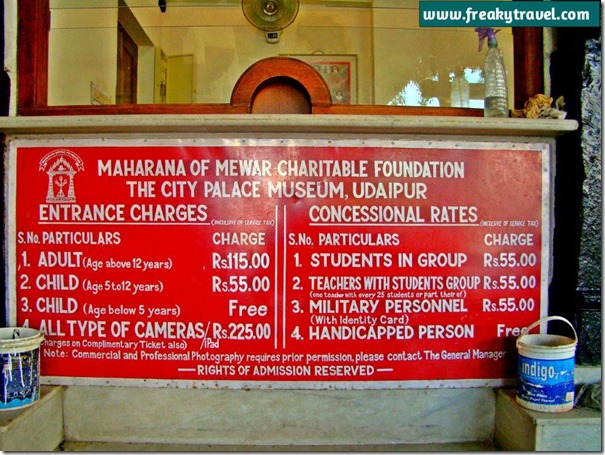 www.freakytravel.com
MAHARANA OF MEWAR CHARITABLE FOUNDATION
THE CITY PALACE MUSEUM, UDAIPUR
ENTRANCE CHARGES (INCLUSIVE OF SERVICE TAX)
S.No. PARTICULARS CHARGE
1. ADULT (Age above 12 years) Rs.115.00
2. CHILD (Age 5 to 12 years) Rs.55.00
3. CHILD (Age below 5 years) Free
ALL TYPE OF CAMERAS/ iPad Rs.225.00
(Charges on Complimentary Ticket also)
CONCESSIONAL RATES (INCLUSIVE OF SERVICE TAX)
S.No. PARTICULARS CHARGE
1. STUDENTS IN GROUP Rs.55.00
2. TEACHERS WITH STUDENTS GROUP Rs.55.00
(one teacher with every 25 students or part their of)
3. MILITARY PERSONNEL Rs.55.00
(With Identity Card)
4. HANDICAPPED PERSON Free
Note: Commercial and Professional Photography requires prior permission, please contact The General Manager
RIGHTS OF ADMISSION RESERVED
indigo